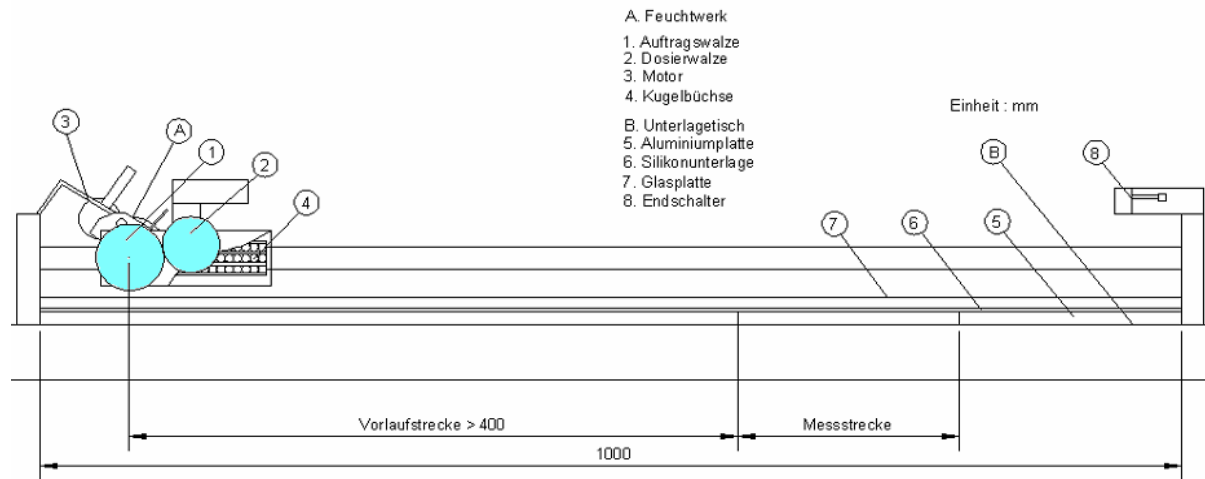 A. Feuchtwerk
1. Auftragswalze
2. Dosierwalze
3. Motor
4. Kugelbüchse
B. Unterlagetisch
5. Aluminiumplatte
6. Silikonunterlage
7. Glasplatte
8. Endschalter
Einheit : mm
3
A
1
2
4
B
8
7
6
5
Vorlaufstrecke > 400
Messstrecke
1000